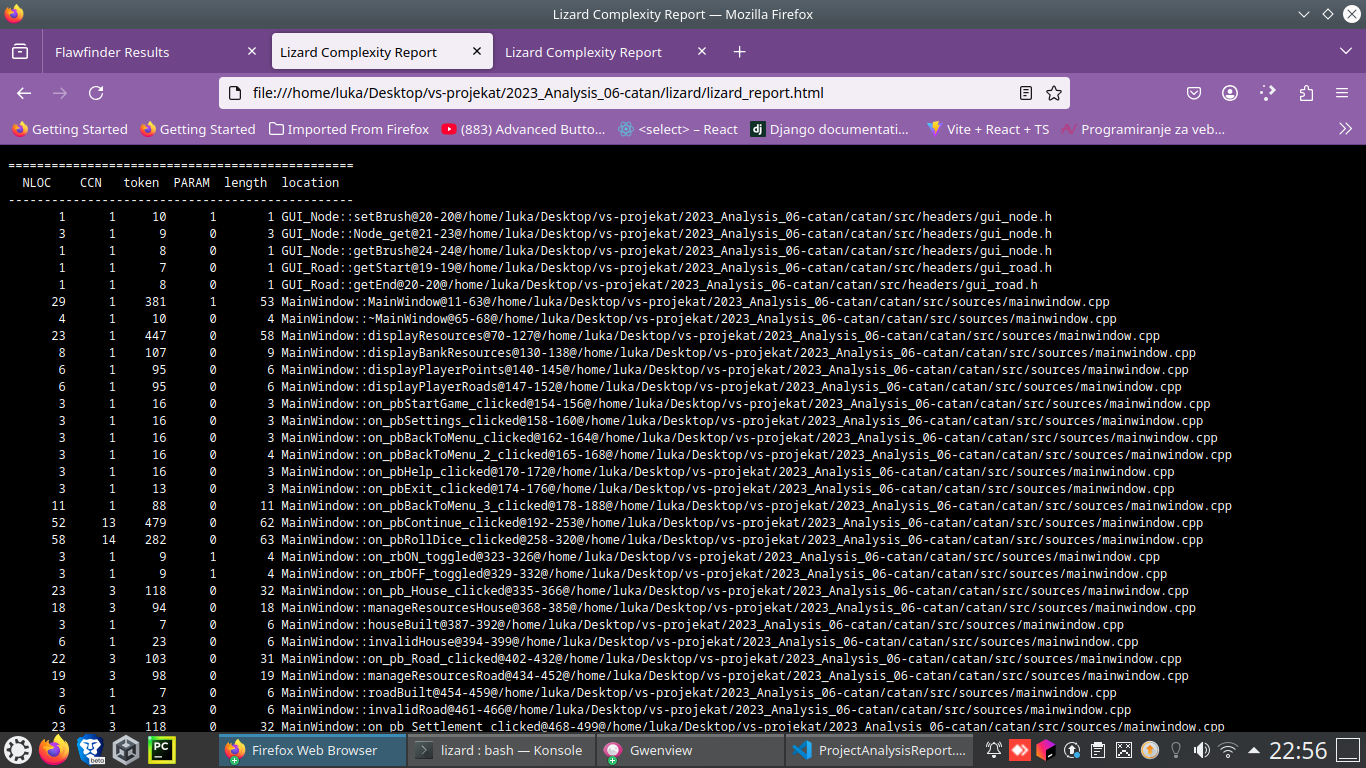 Lizard Complexity Report — Mozilla Firefox
Flawfinder Results
Lizard Complexity Report
Lizard Complexity Report
file:///home/luka/Desktop/vs-projekat/2023_Analysis_06-catan/lizard/lizard_report.html
Getting Started Getting Started Imported From Firefox (883) Advanced Butto... <select> – React Django documentati... Vite + React + TS Programiranje za veb...
================================================
NLOC CCN token PARAM length location
------------------------------------------------
1 1 10 1 1 GUI_Node::setBrush@20-20@/home/luka/Desktop/vs-projekat/2023_Analysis_06-catan/catan/src/headers/gui_node.h
3 1 9 0 3 GUI_Node::Node_get@21-23@/home/luka/Desktop/vs-projekat/2023_Analysis_06-catan/catan/src/headers/gui_node.h
1 1 8 0 1 GUI_Node::getBrush@24-24@/home/luka/Desktop/vs-projekat/2023_Analysis_06-catan/catan/src/headers/gui_node.h
1 1 7 0 1 GUI_Road::getStart@19-19@/home/luka/Desktop/vs-projekat/2023_Analysis_06-catan/catan/src/headers/gui_road.h
1 1 8 0 1 GUI_Road::getEnd@20-20@/home/luka/Desktop/vs-projekat/2023_Analysis_06-catan/catan/src/headers/gui_road.h
29 1 381 1 53 MainWindow::MainWindow@11-63@/home/luka/Desktop/vs-projekat/2023_Analysis_06-catan/catan/src/sources/mainwindow.cpp
4 1 10 0 4 MainWindow::~MainWindow@65-68@/home/luka/Desktop/vs-projekat/2023_Analysis_06-catan/catan/src/sources/mainwindow.cpp
23 1 447 0 58 MainWindow::displayResources@70-127@/home/luka/Desktop/vs-projekat/2023_Analysis_06-catan/catan/src/sources/mainwindow.cpp
8 1 107 0 9 MainWindow::displayBankResources@130-138@/home/luka/Desktop/vs-projekat/2023_Analysis_06-catan/catan/src/sources/mainwindow.cpp
6 1 95 0 6 MainWindow::displayPlayerPoints@140-145@/home/luka/Desktop/vs-projekat/2023_Analysis_06-catan/catan/src/sources/mainwindow.cpp
6 1 95 0 6 MainWindow::displayPlayerRoads@147-152@/home/luka/Desktop/vs-projekat/2023_Analysis_06-catan/catan/src/sources/mainwindow.cpp
3 1 16 0 3 MainWindow::on_pbStartGame_clicked@154-156@/home/luka/Desktop/vs-projekat/2023_Analysis_06-catan/catan/src/sources/mainwindow.cpp
3 1 16 0 3 MainWindow::on_pbSettings_clicked@158-160@/home/luka/Desktop/vs-projekat/2023_Analysis_06-catan/catan/src/sources/mainwindow.cpp
3 1 16 0 3 MainWindow::on_pbBackToMenu_clicked@162-164@/home/luka/Desktop/vs-projekat/2023_Analysis_06-catan/catan/src/sources/mainwindow.cpp
3 1 16 0 4 MainWindow::on_pbBackToMenu_2_clicked@165-168@/home/luka/Desktop/vs-projekat/2023_Analysis_06-catan/catan/src/sources/mainwindow.cpp
3 1 16 0 3 MainWindow::on_pbHelp_clicked@170-172@/home/luka/Desktop/vs-projekat/2023_Analysis_06-catan/catan/src/sources/mainwindow.cpp
3 1 13 0 3 MainWindow::on_pbExit_clicked@174-176@/home/luka/Desktop/vs-projekat/2023_Analysis_06-catan/catan/src/sources/mainwindow.cpp
11 1 88 0 11 MainWindow::on_pbBackToMenu_3_clicked@178-188@/home/luka/Desktop/vs-projekat/2023_Analysis_06-catan/catan/src/sources/mainwindow.cpp
52 13 479 0 62 MainWindow::on_pbContinue_clicked@192-253@/home/luka/Desktop/vs-projekat/2023_Analysis_06-catan/catan/src/sources/mainwindow.cpp
58 14 282 0 63 MainWindow::on_pbRollDice_clicked@258-320@/home/luka/Desktop/vs-projekat/2023_Analysis_06-catan/catan/src/sources/mainwindow.cpp
3 1 9 1 4 MainWindow::on_rbON_toggled@323-326@/home/luka/Desktop/vs-projekat/2023_Analysis_06-catan/catan/src/sources/mainwindow.cpp
3 1 9 1 4 MainWindow::on_rbOFF_toggled@329-332@/home/luka/Desktop/vs-projekat/2023_Analysis_06-catan/catan/src/sources/mainwindow.cpp
23 3 118 0 32 MainWindow::on_pb_House_clicked@335-366@/home/luka/Desktop/vs-projekat/2023_Analysis_06-catan/catan/src/sources/mainwindow.cpp
18 3 94 0 18 MainWindow::manageResourcesHouse@368-385@/home/luka/Desktop/vs-projekat/2023_Analysis_06-catan/catan/src/sources/mainwindow.cpp
3 1 7 0 6 MainWindow::houseBuilt@387-392@/home/luka/Desktop/vs-projekat/2023_Analysis_06-catan/catan/src/sources/mainwindow.cpp
6 1 23 0 6 MainWindow::invalidHouse@394-399@/home/luka/Desktop/vs-projekat/2023_Analysis_06-catan/catan/src/sources/mainwindow.cpp
22 3 103 0 31 MainWindow::on_pb_Road_clicked@402-432@/home/luka/Desktop/vs-projekat/2023_Analysis_06-catan/catan/src/sources/mainwindow.cpp
19 3 98 0 19 MainWindow::manageResourcesRoad@434-452@/home/luka/Desktop/vs-projekat/2023_Analysis_06-catan/catan/src/sources/mainwindow.cpp
3 1 7 0 6 MainWindow::roadBuilt@454-459@/home/luka/Desktop/vs-projekat/2023_Analysis_06-catan/catan/src/sources/mainwindow.cpp
6 1 23 0 6 MainWindow::invalidRoad@461-466@/home/luka/Desktop/vs-projekat/2023_Analysis_06-catan/catan/src/sources/mainwindow.cpp
23 3 118 0 32 MainWindow::on_pb_Settlement_clicked@468-499@/home/luka/Desktop/vs-projekat/2023_Analysis_06-catan/catan/src/sources/mainwindow.cpp
beta PC Firefox Web Browser lizard : bash — Konsole Gwenview ProjectAnalysisReport.... 22:56